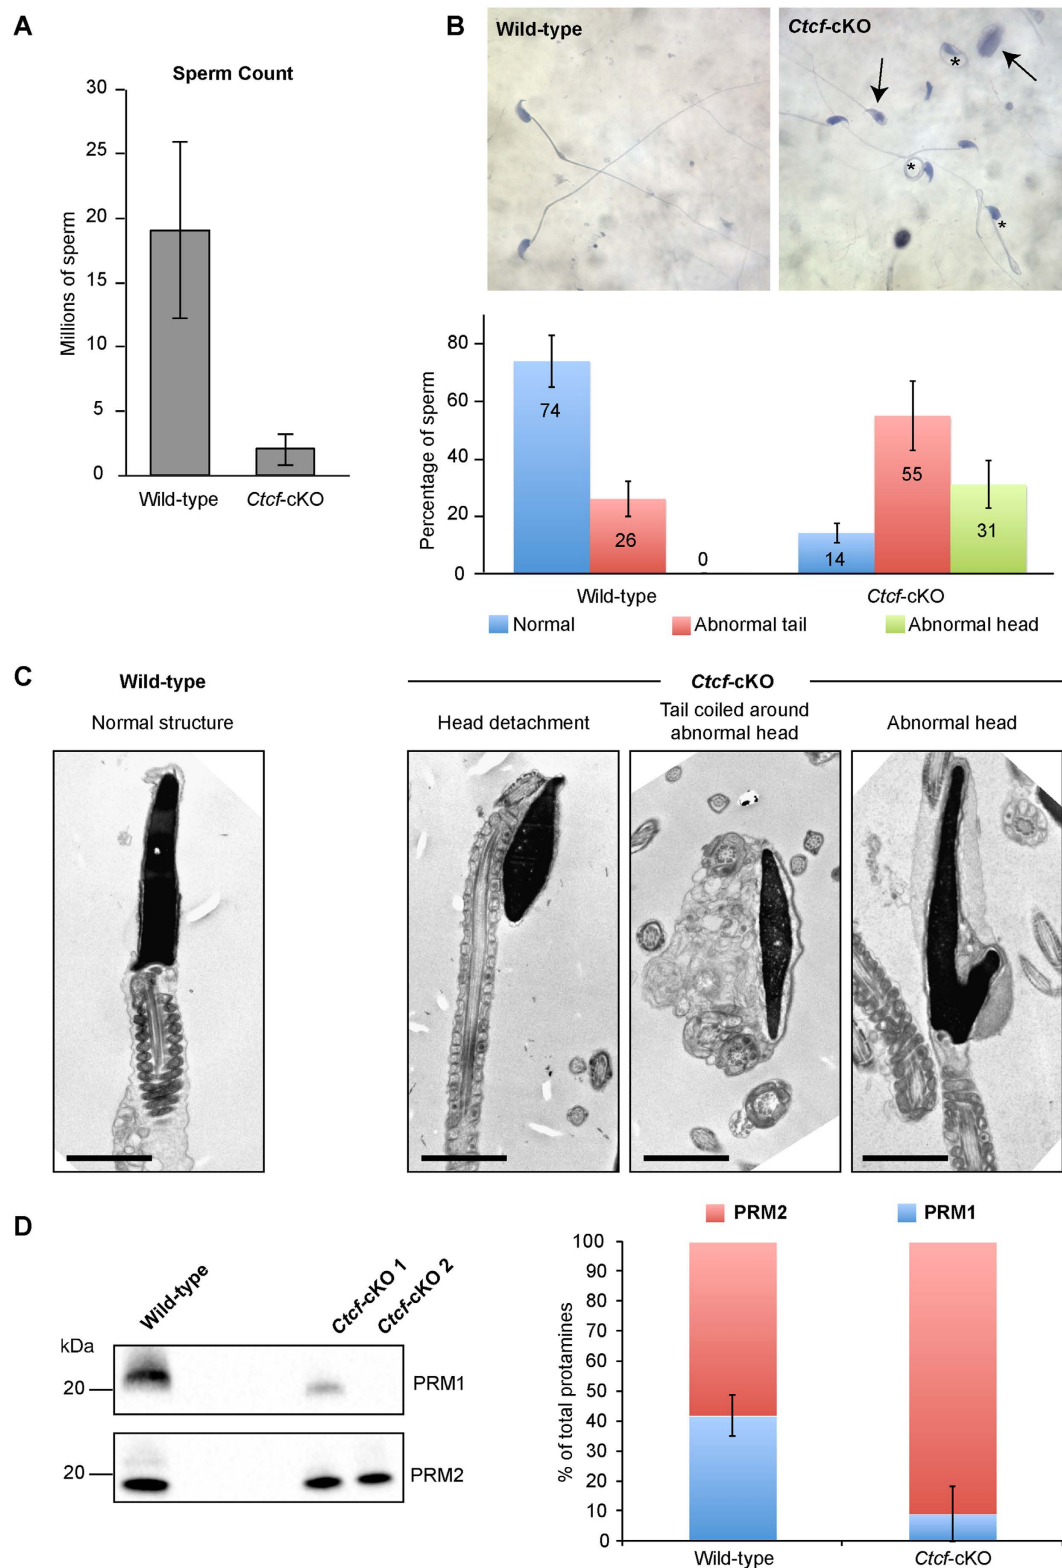 A
Sperm Count
30
25
20
15
10
5
0
Millions of sperm
Wild-type
Ctcf-cKO
B
Wild-type
Ctcf-cKO
*
*
*
80
60
40
20
0
Percentage of sperm
74
26
0
14
55
31
Wild-type
Ctcf-cKO
Normal
Abnormal tail
Abnormal head
C
Wild-type
Ctcf-cKO
Normal structure
Head detachment
Tail coiled around
abnormal head
Abnormal head
D
Wild-type
Ctcf-cKO 1
Ctcf-cKO 2
kDa
20
PRM1
20
PRM2
PRM2
PRM1
100
90
80
70
60
50
40
30
20
10
0
% of total protamines
Wild-type
Ctcf-cKO